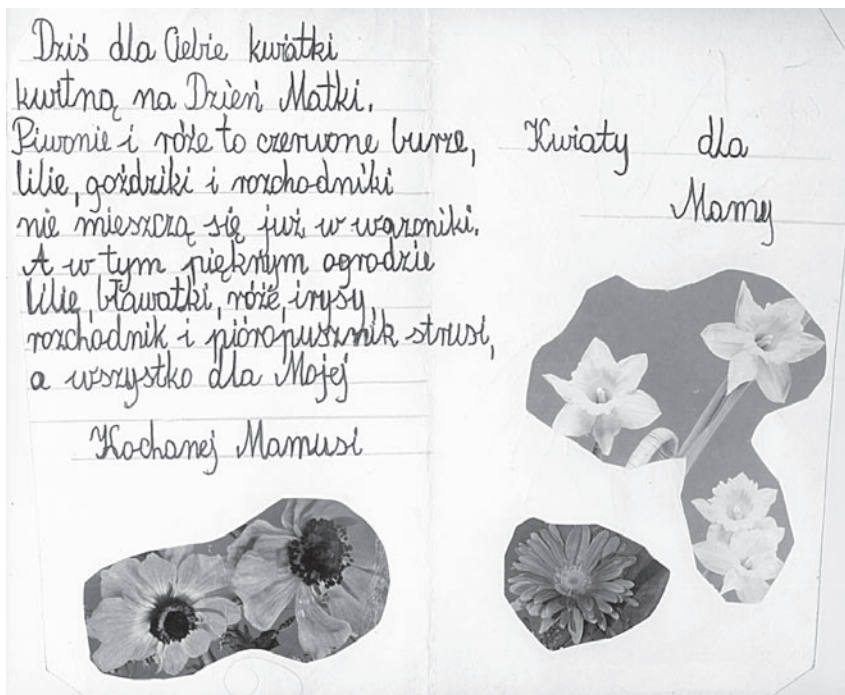 Dziś dla Ciebie kwiatki
kwitną na Dzień Matki.
Piwonie i róże to czerwone burze,
lilie, goździki i rozchodniki
nie mieszczą się już w wazoniki.
A w tym pięknym ogrodzie
lilie, bławatki, róże, irysy,
rozchodnik i pióropusznik strusi,
a wszystko dla Mojej
Kochanej Mamusi
Kwiaty dla
Mamy